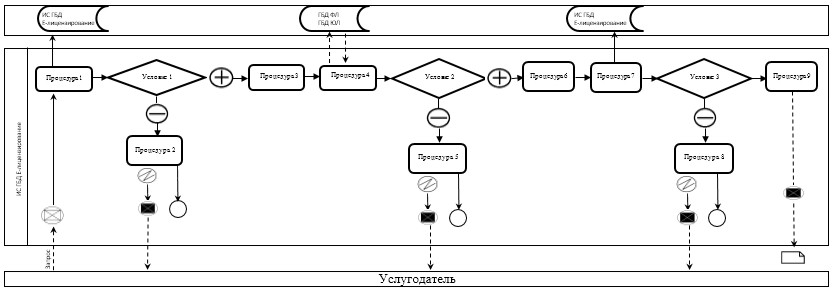 ИС ГБД
Е-лицензирование
ГБД ФЛ
ГБД ЮЛ
ИС ГБД
Е-лицензирование
ИС ГБД Е-лицензирование
Процедура 1
Условие 1
Процедура 3
Процедура 4
Условие 2
Процедура 6
Процедура 7
Условие 3
Процедура 9
Процедура 2
Процедура 5
Процедура 8
Запрос
Услугодатель